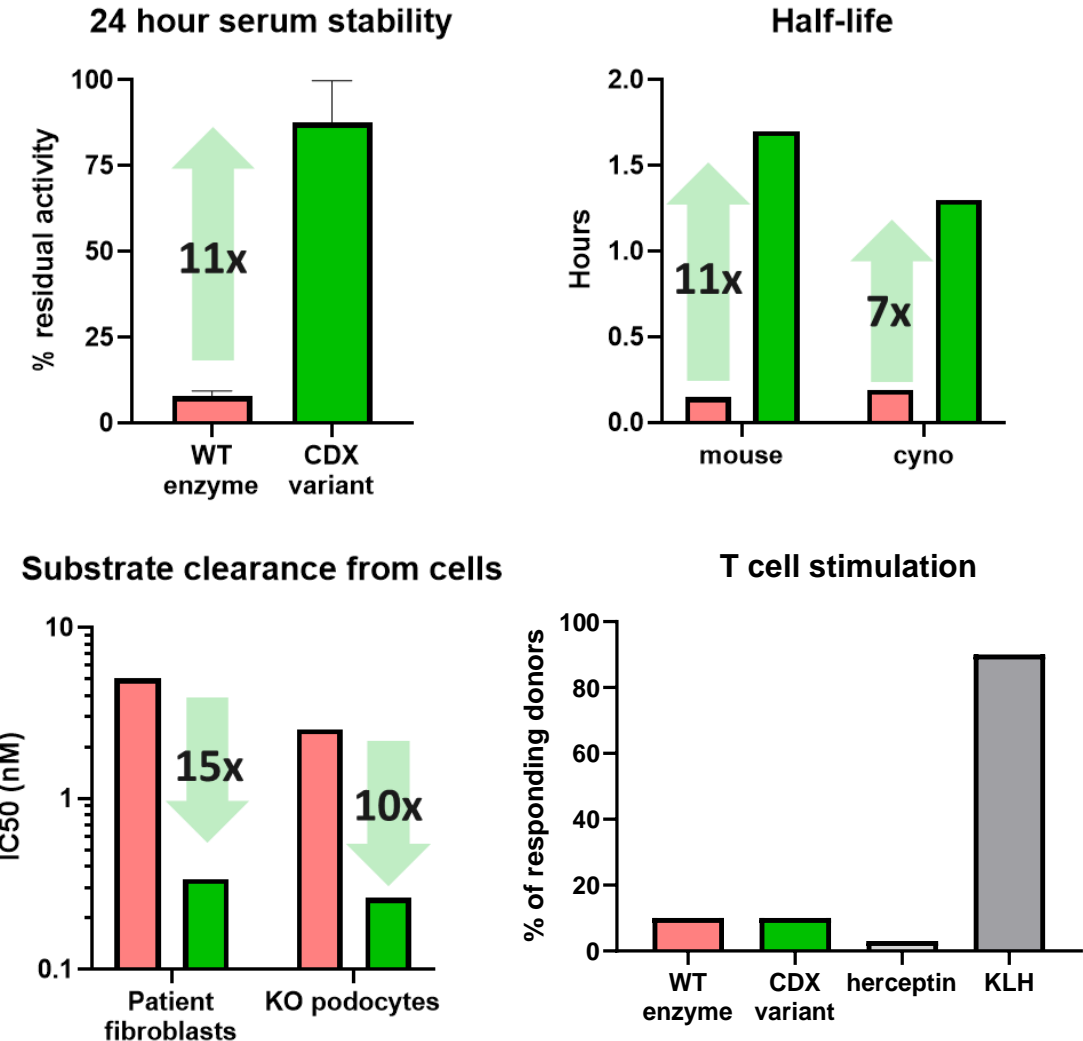 24 hour serum stability
% residual activity
100
75
50
25
0
11x
WT
enzyme
CDX
variant
Half-life
Hours
2.0
1.5
1.0
0.5
0.0
11x
7x
mouse
cyno
Substrate clearance from cells
IC50 (nM)
10
1
0.1
15x
10x
Patient
fibroblasts
KO podocytes
T cell stimulation
% of responding donors
100
80
60
40
20
0
WT
enzyme
CDX
variant
herceptin
KLH